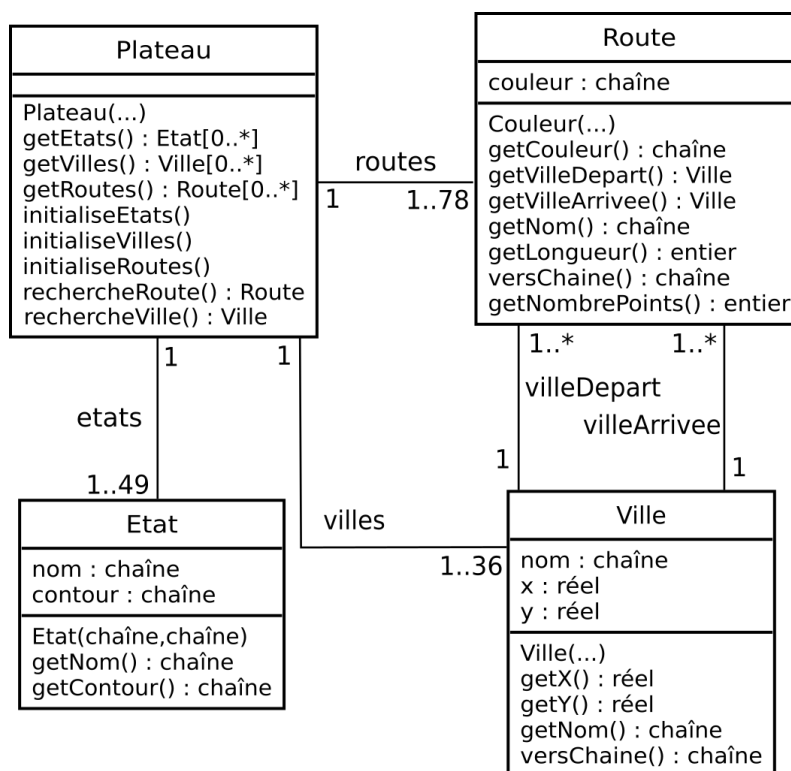 Plateau
Plateau(...)
getEtats() : Etat[0..*]
getVilles() : Ville[0..*]
getRoutes() : Route[0..*]
initialiseEtats()
initialiseVilles()
initialiseRoutes()
rechercheRoute() : Route
rechercheVille() : Ville
routes
1
1..78
Route
couleur : chaîne
Couleur(...)
getCouleur() : chaîne
getVilleDepart() : Ville
getVilleArrivee() : Ville
getNom() : chaîne
getLongueur() : entier
versChaine() : chaîne
getNombrePoints() : entier
1
1
etats
1..49
villes
1..36
1..*
1..*
villeDepart
villeArrivee
1
1
Etat
nom : chaîne
contour : chaîne
Etat(chaîne,chaîne)
getNom() : chaîne
getContour() : chaîne
Ville
nom : chaîne
x : réel
y : réel
Ville(...)
getX() : réel
getY() : réel
getNom() : chaîne
versChaine() : chaîne